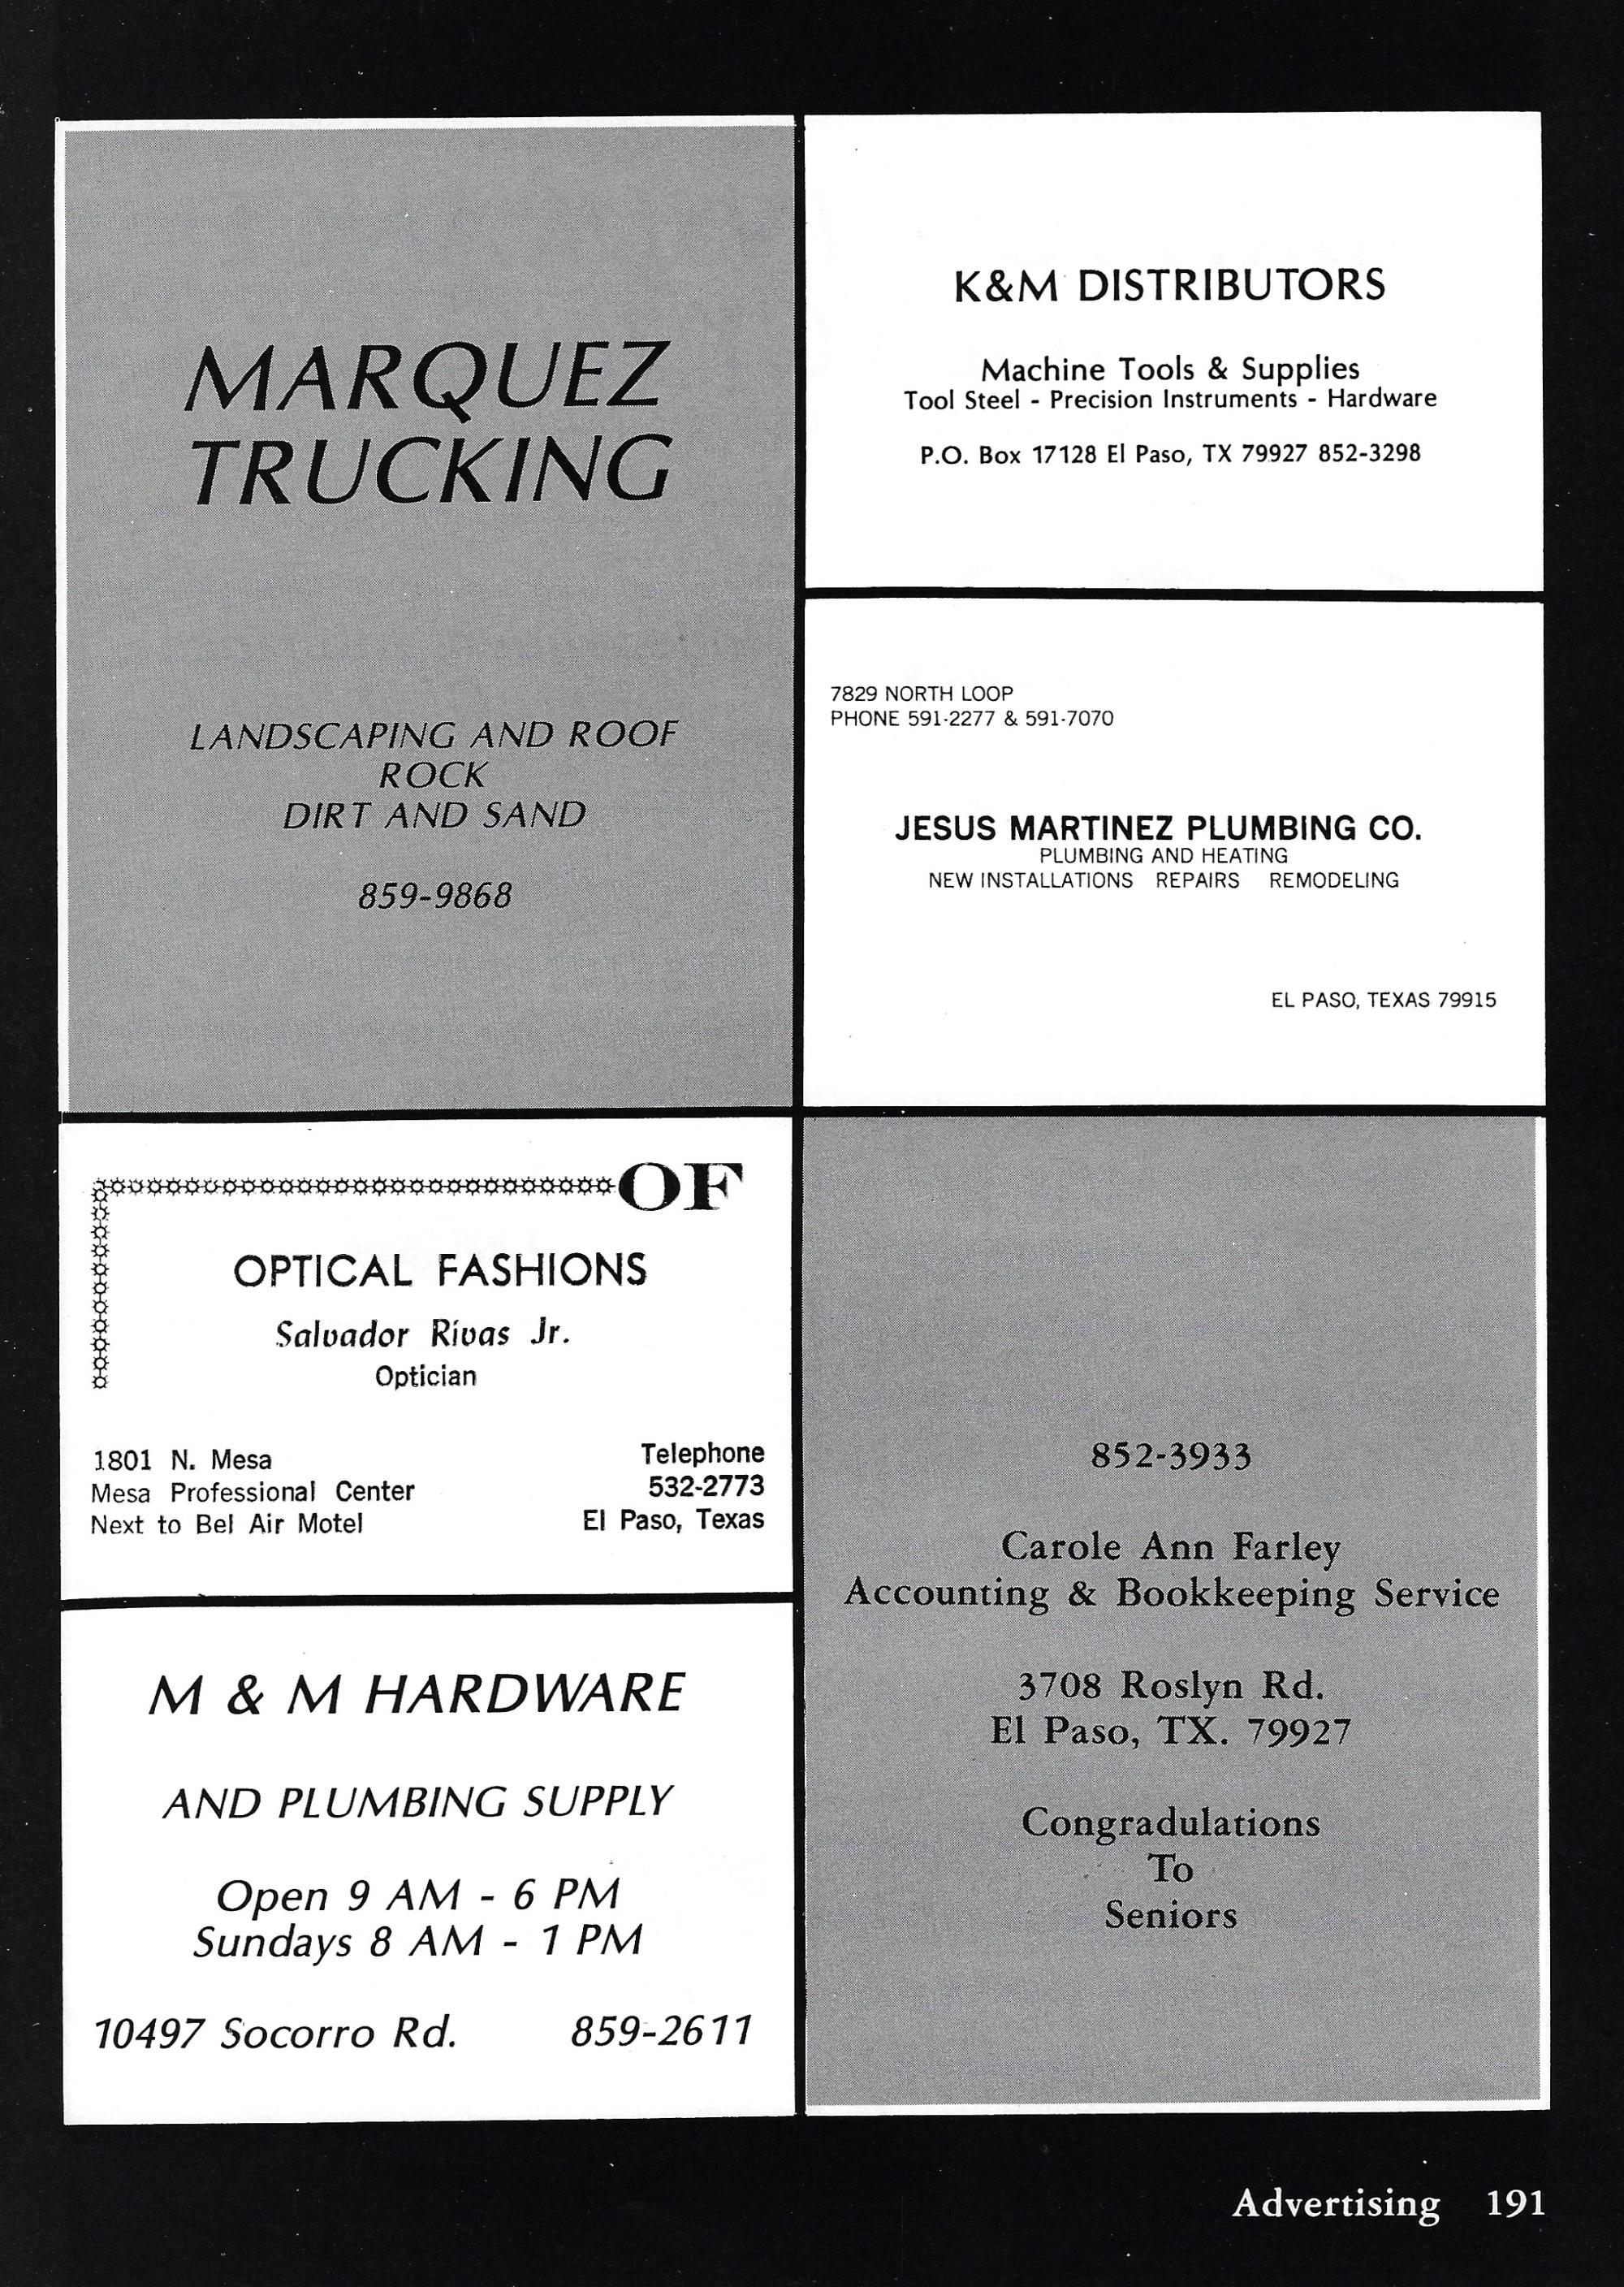 MARQUEZ
TRUCKING
LANDSCAPING AND ROOF
ROCK
DIRT AND SAND
859-9868
K&M DISTRIBUTORS
Machine Tools & Supplies
Tool Steel - Precision Instruments - Hardware
P.O. Box 17128 El Paso, TX 79927 852-3298
7829 NORTH LOOP
PHONE 591-2277 & 591-7070
JESUS MARTINEZ PLUMBING CO.
PLUMBING AND HEATING
NEW INSTALLATIONS REPAIRS REMODELING
EL PASO, TEXAS 79915
OF
OPTICAL FASHIONS
Salvador Rivas Jr.
Optician
1801 N. Mesa
Mesa Professional Center
Next to Bel Air Motel
Telephone
532-2773
El Paso, Texas
M & M HARDWARE
AND PLUMBING SUPPLY
Open 9 AM - 6 PM
Sundays 8 AM - 1 PM
10497 Socorro Rd. 859-2611
852-3933
Carole Ann Farley
Accounting & Bookkeeping Service
3708 Roslyn Rd.
El Paso, TX. 79927
Congradulations
To
Seniors
Advertising 191